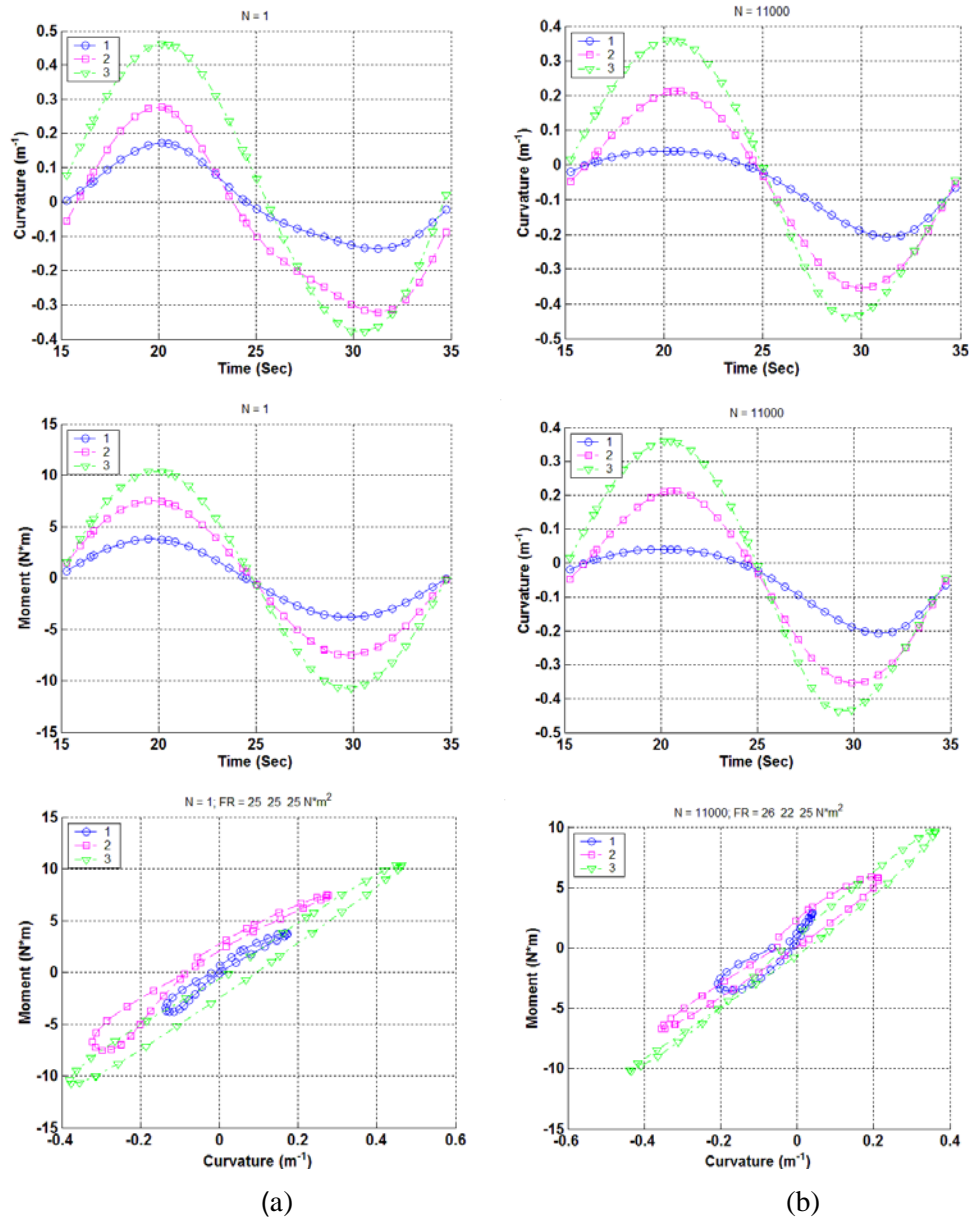 N = 1
0.5
0.4
0.3
0.2
0.1
0
-0.1
-0.2
-0.3
-0.4
Curvature (m⁻¹)
1
2
3
15 20 25 30 35
Time (Sec)
N = 11000
0.4
0.3
0.2
0.1
0
-0.1
-0.2
-0.3
-0.4
-0.5
Curvature (m⁻¹)
1
2
3
15 20 25 30 35
Time (Sec)
N = 1
15
10
5
0
-5
-10
-15
Moment (N*m)
1
2
3
15 20 25 30 35
Time (Sec)
N = 11000
0.4
0.3
0.2
0.1
0
-0.1
-0.2
-0.3
-0.4
-0.5
Curvature (m⁻¹)
1
2
3
15 20 25 30 35
Time (Sec)
N = 1; FR = 25 25 25 N*m²
15
10
5
0
-5
-10
-15
Moment (N*m)
1
2
3
-0.4 -0.2 0 0.2 0.4 0.6
Curvature (m⁻¹)
N = 11000; FR = 26 22 25 N*m²
10
5
0
-5
-10
-15
Moment (N*m)
1
2
3
-0.6 -0.4 -0.2 0 0.2 0.4
Curvature (m⁻¹)
(a) (b)